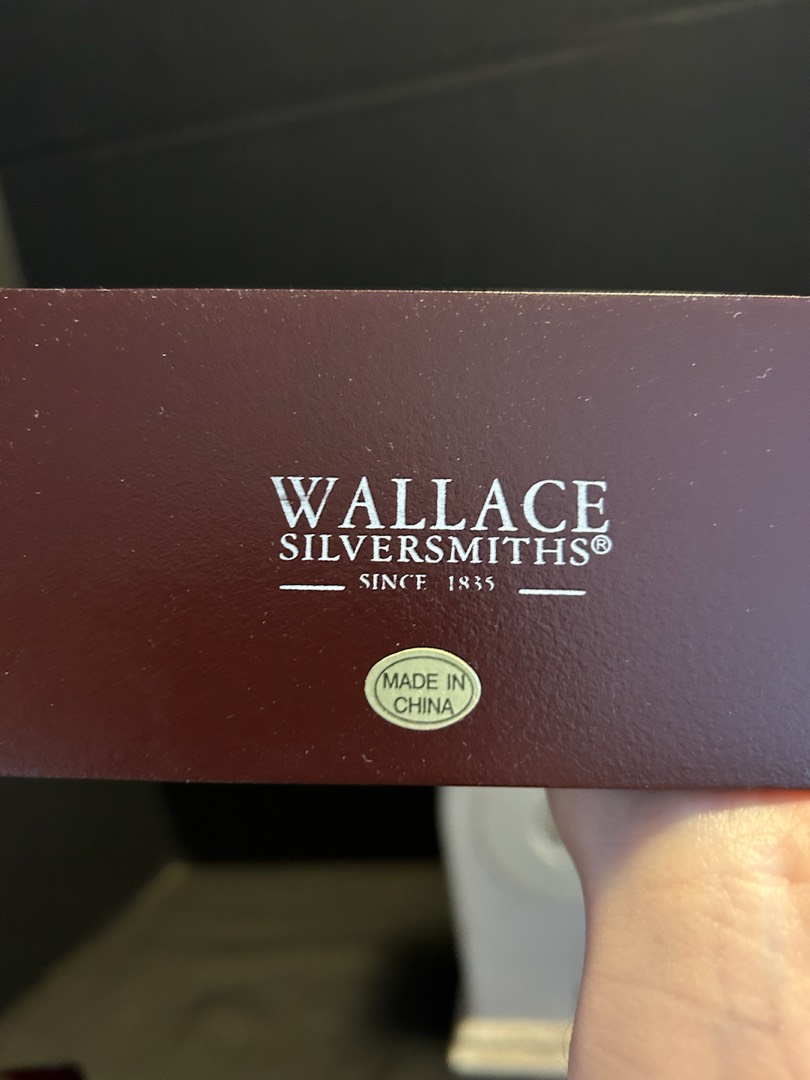 WALLACE
SILVERSMITHS®
SINCE 1835
MADE IN
CHINA